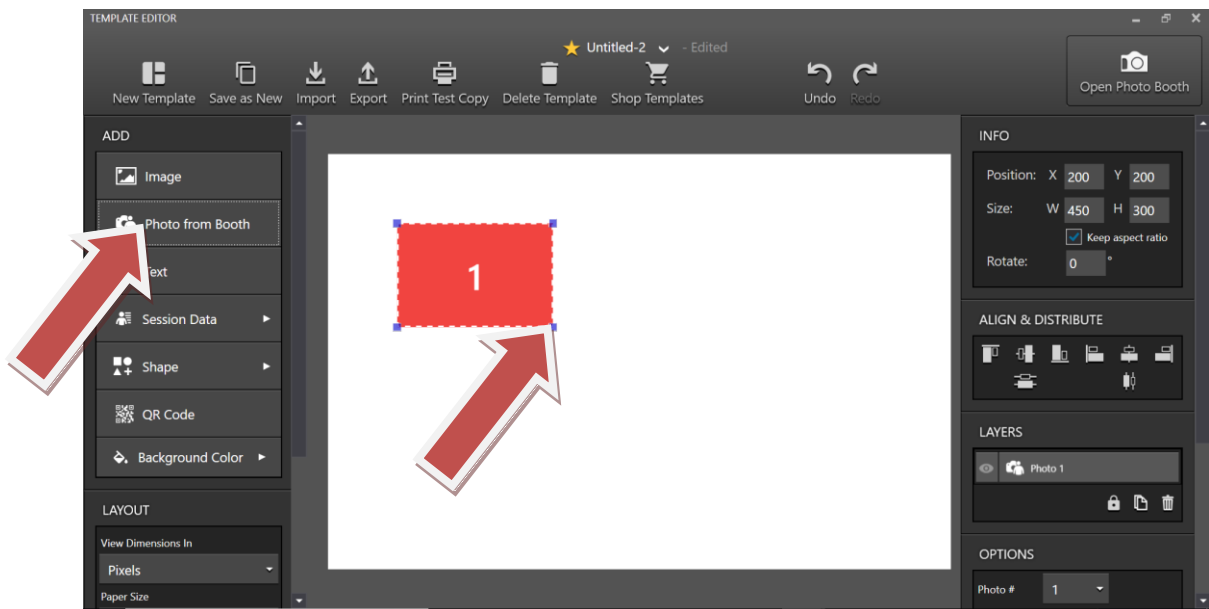 TEMPLATE EDITOR
Untitled-2 - Edited
New Template Save as New Import Export Print Test Copy Delete Template Shop Templates Undo Redo
Open Photo Booth
ADD
Image
Photo from Booth
Text
Session Data
Shape
QR Code
Background Color
LAYOUT
View Dimensions In
Pixels
Paper Size
1
INFO
Position: X 200 Y 200
Size: W 450 H 300
Keep aspect ratio
Rotate: 0 °
ALIGN & DISTRIBUTE
LAYERS
Photo 1
OPTIONS
Photo # 1